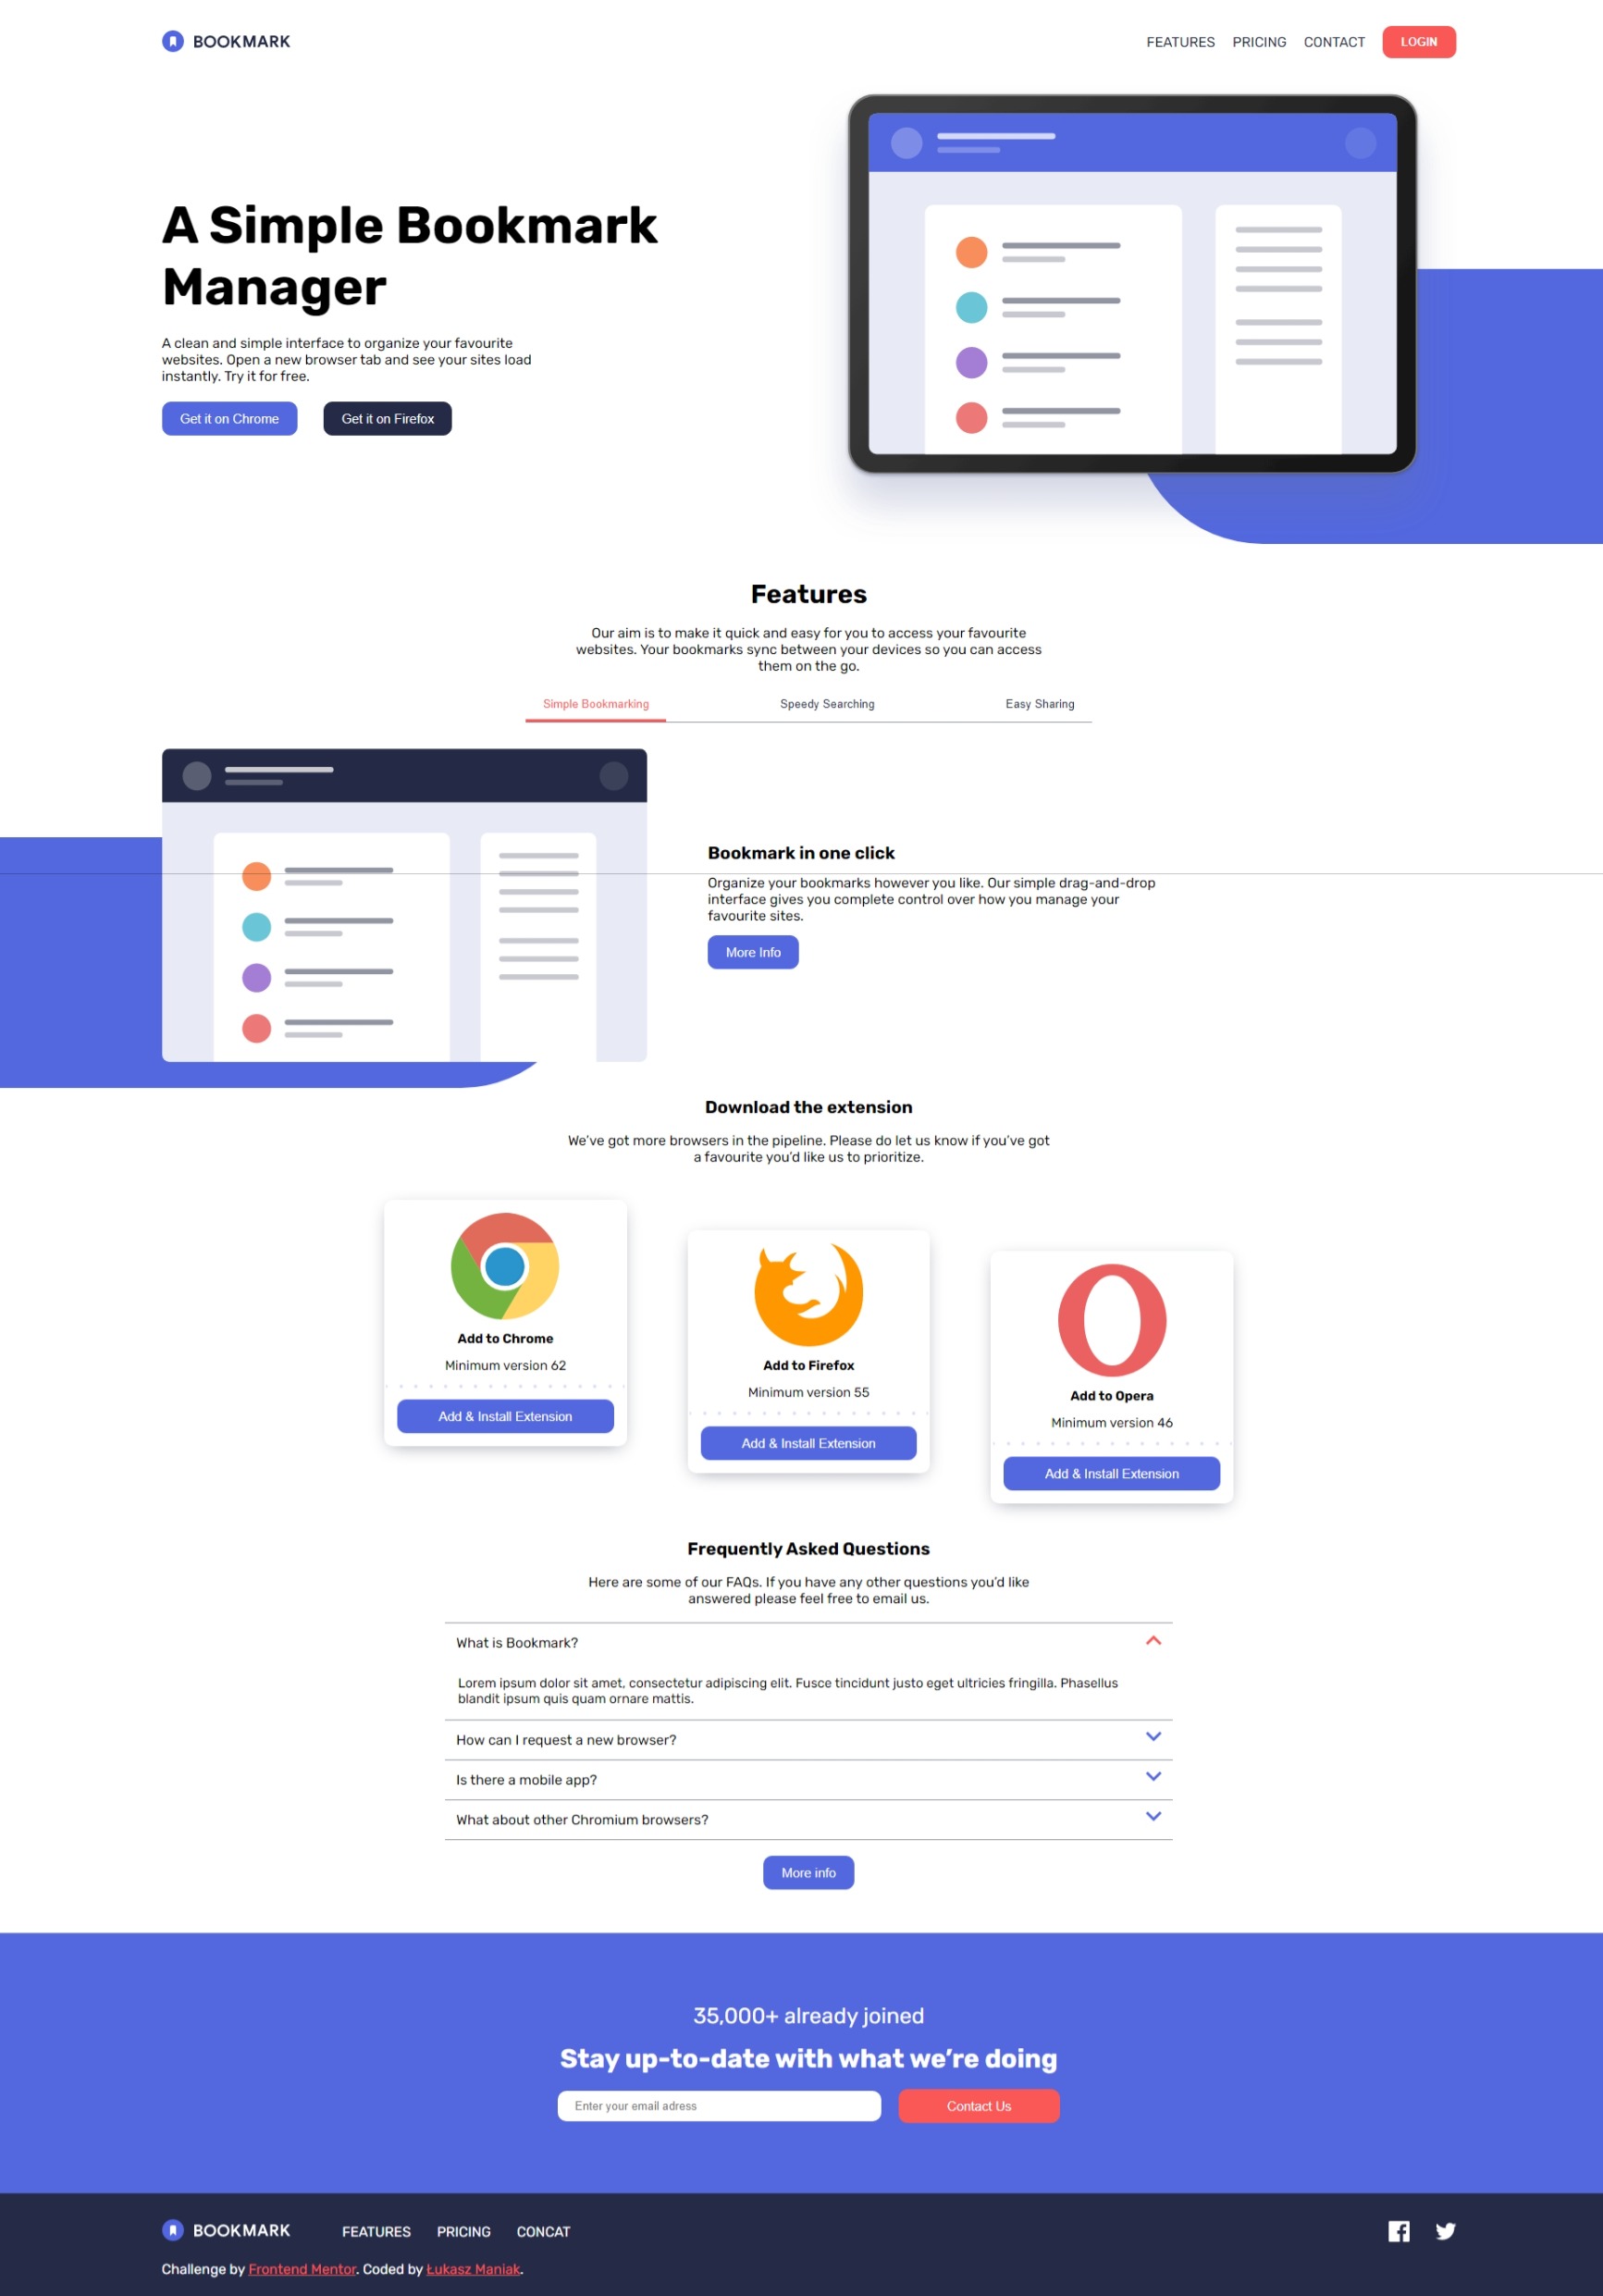 BOOKMARK
FEATURES PRICING CONTACT LOGIN
A Simple Bookmark
Manager
A clean and simple interface to organize your favourite
websites. Open a new browser tab and see your sites load
instantly. Try it for free.
Get it on Chrome Get it on Firefox
Features
Our aim is to make it quick and easy for you to access your favourite
websites. Your bookmarks sync between your devices so you can access
them on the go.
Simple Bookmarking Speedy Searching Easy Sharing
Bookmark in one click
Organize your bookmarks however you like. Our simple drag-and-drop
interface gives you complete control over how you manage your
favourite sites.
More Info
Download the extension
We've got more browsers in the pipeline. Please do let us know if you've got
a favourite you'd like us to prioritize.
Add to Chrome
Minimum version 62
Add & Install Extension
Add to Firefox
Minimum version 55
Add & Install Extension
Add to Opera
Minimum version 46
Add & Install Extension
Frequently Asked Questions
Here are some of our FAQs. If you have any other questions you'd like
answered please feel free to email us.
What is Bookmark?
Lorem ipsum dolor sit amet, consectetur adipiscing elit. Fusce tincidunt justo eget ultricies fringilla. Phasellus
blandit ipsum quis quam ornare mattis.
How can I request a new browser?
Is there a mobile app?
What about other Chromium browsers?
More info
35,000+ already joined
Stay up-to-date with what we're doing
Enter your email adress Contact Us
BOOKMARK FEATURES PRICING CONCAT
Challenge by Frontend Mentor. Coded by Łukasz Maniak.